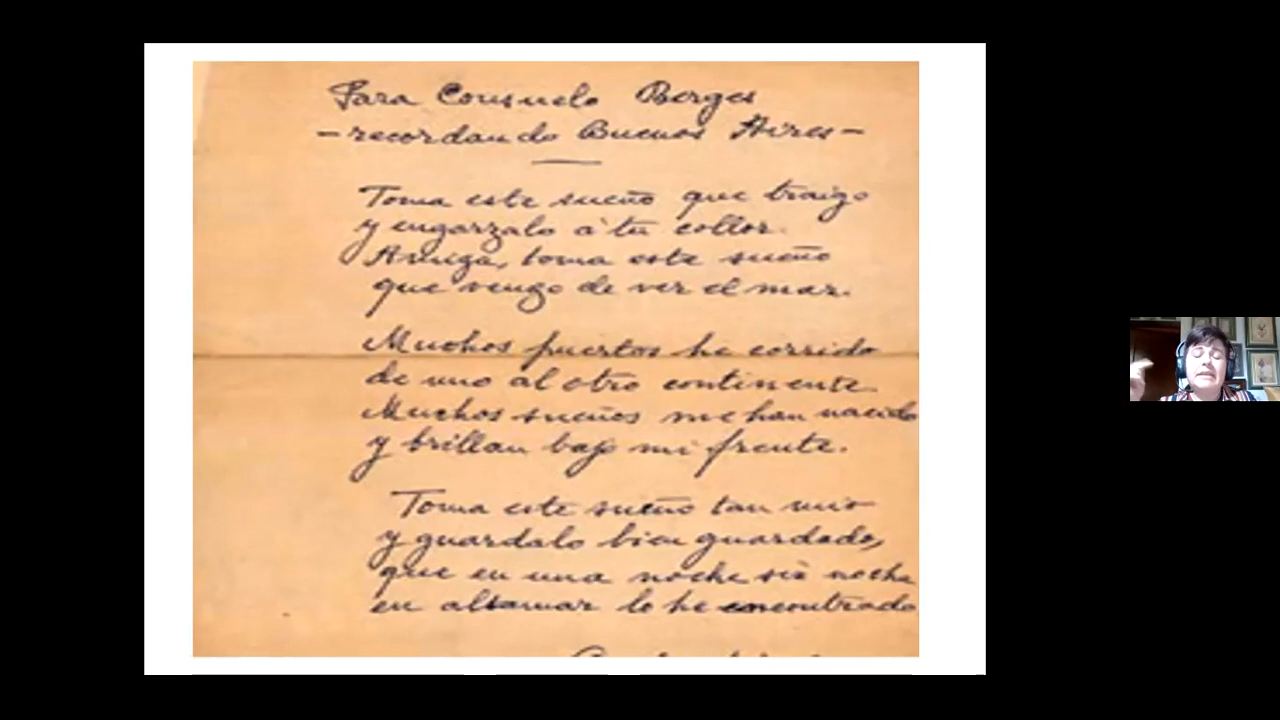 Para Consuelo Berges
—recordando Buenos Aires—
Toma este sueño que traigo
y engarzalo a tu collar.
Amiga, toma este sueño
que vengo de ver el mar.
Muchos puertos he corrido
de uno al otro continente.
Muchos sueños me han nacido
y brillan bajo mi frente.
Toma este sueño tan mio
y guardalo bien guardado,
que en una noche sin noche
en altamar lo he encontrado